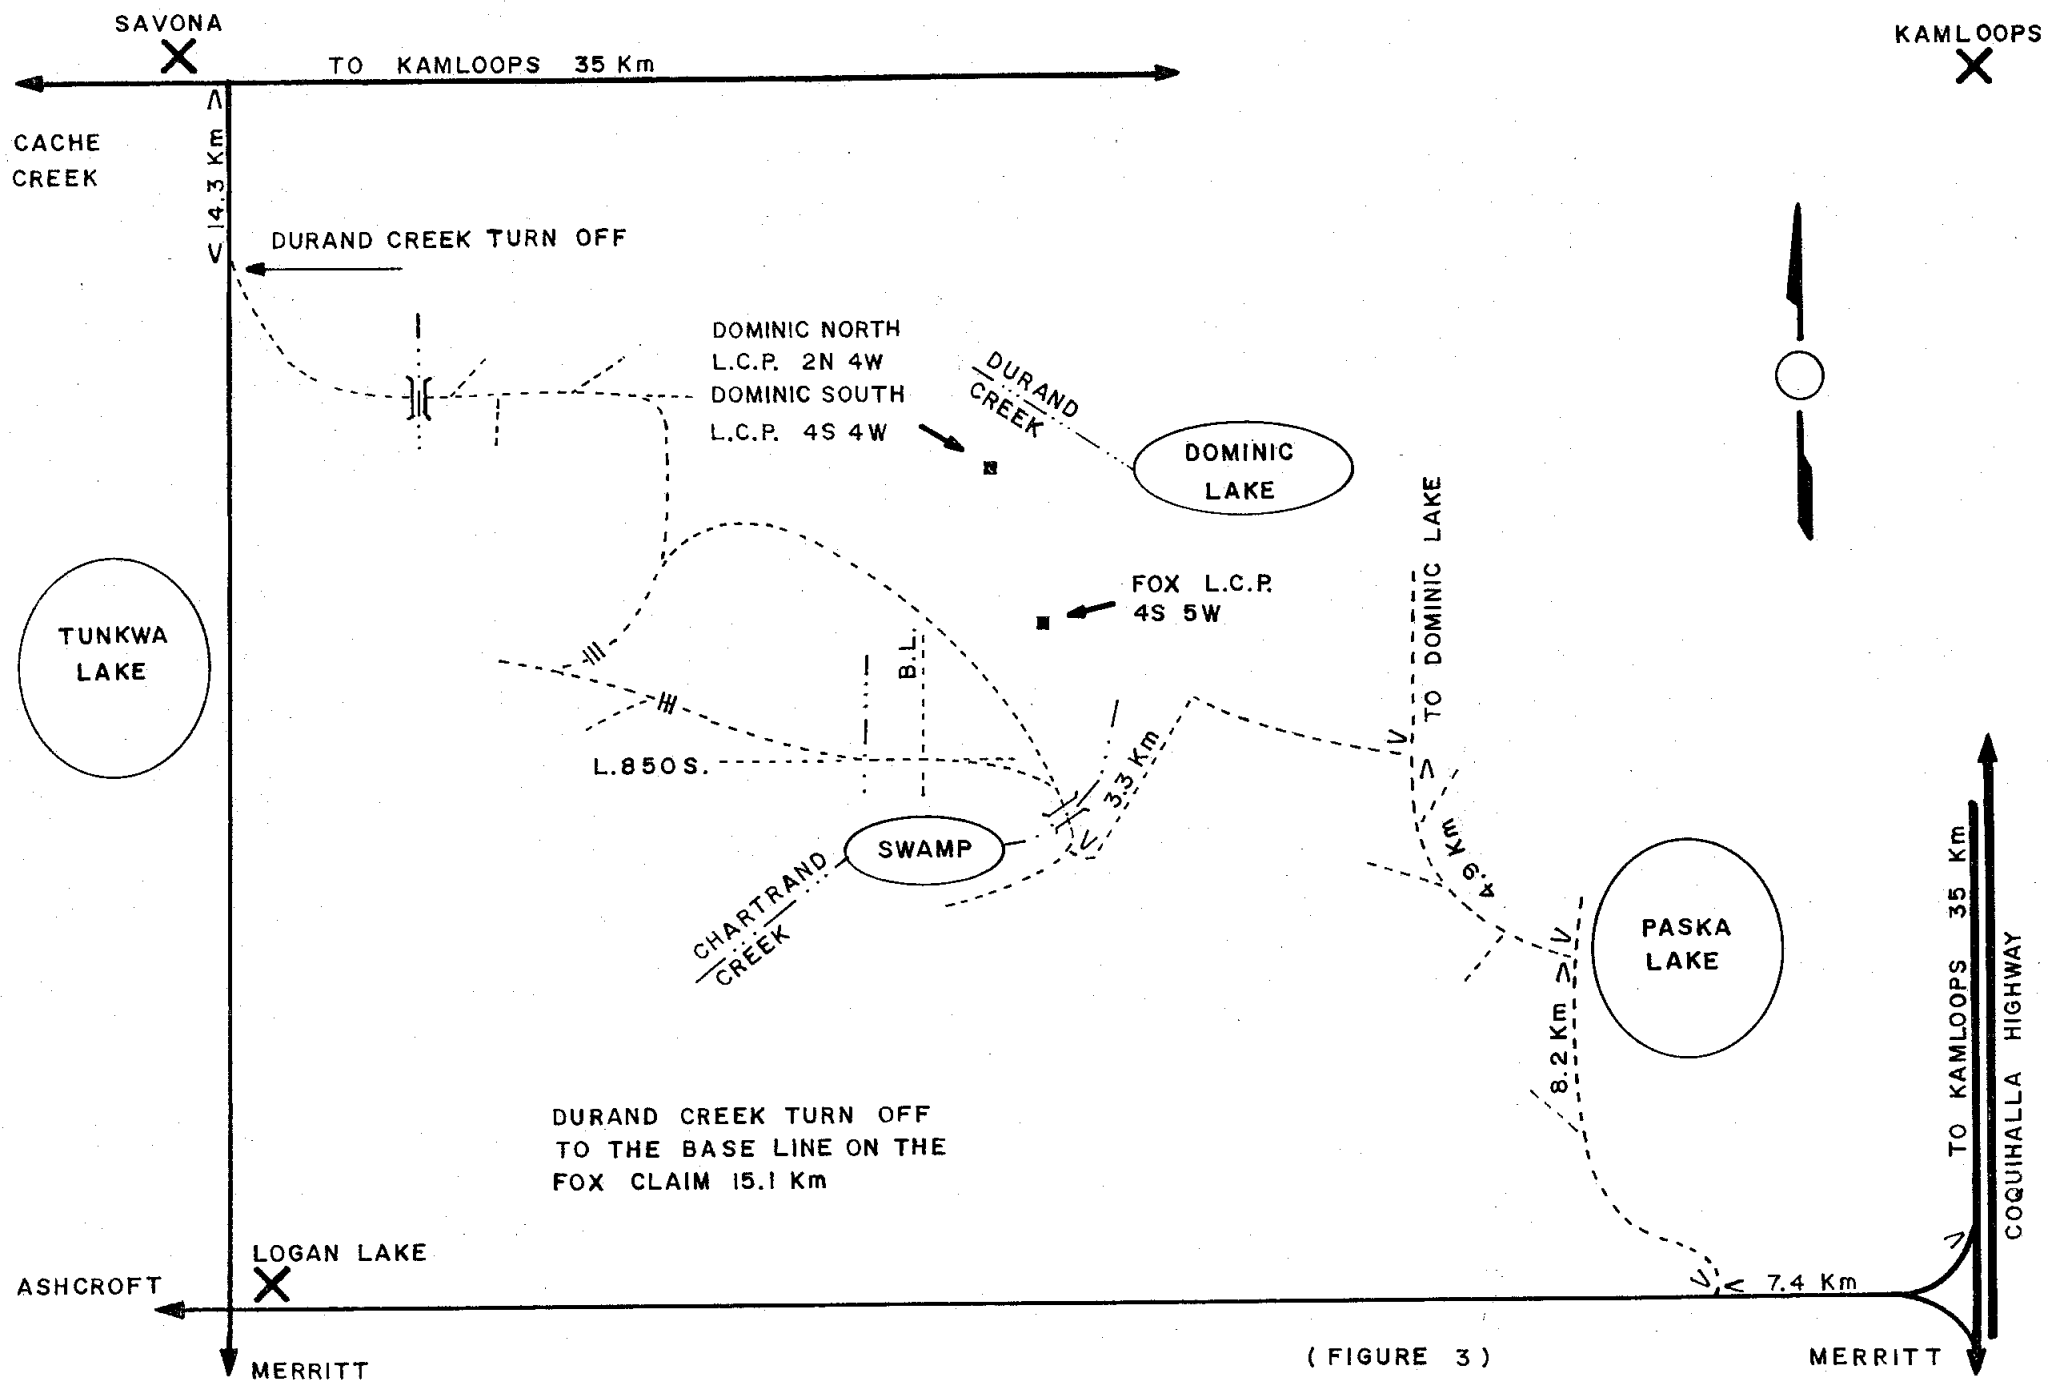 SAVONA
KAMLOOPS
TO KAMLOOPS 35 Km
CACHE
CREEK
14.3 Km
DURAND CREEK TURN OFF
DOMINIC NORTH
L.C.P. 2N 4W
DOMINIC SOUTH
L.C.P. 4S 4W
DURAND
CREEK
DOMINIC
LAKE
TO DOMINIC LAKE
FOX L.C.P.
4S 5W
TUNKWA
LAKE
B.L.
L.850S.
3.3 Km
4.9 Km
SWAMP
CHARTRAND
CREEK
PASKA
LAKE
8.2 Km
TO KAMLOOPS 35 Km
COQUIHALLA HIGHWAY
DURAND CREEK TURN OFF
TO THE BASE LINE ON THE
FOX CLAIM 15.1 Km
LOGAN LAKE
ASHCROFT
7.4 Km
MERRITT
(FIGURE 3)
MERRITT